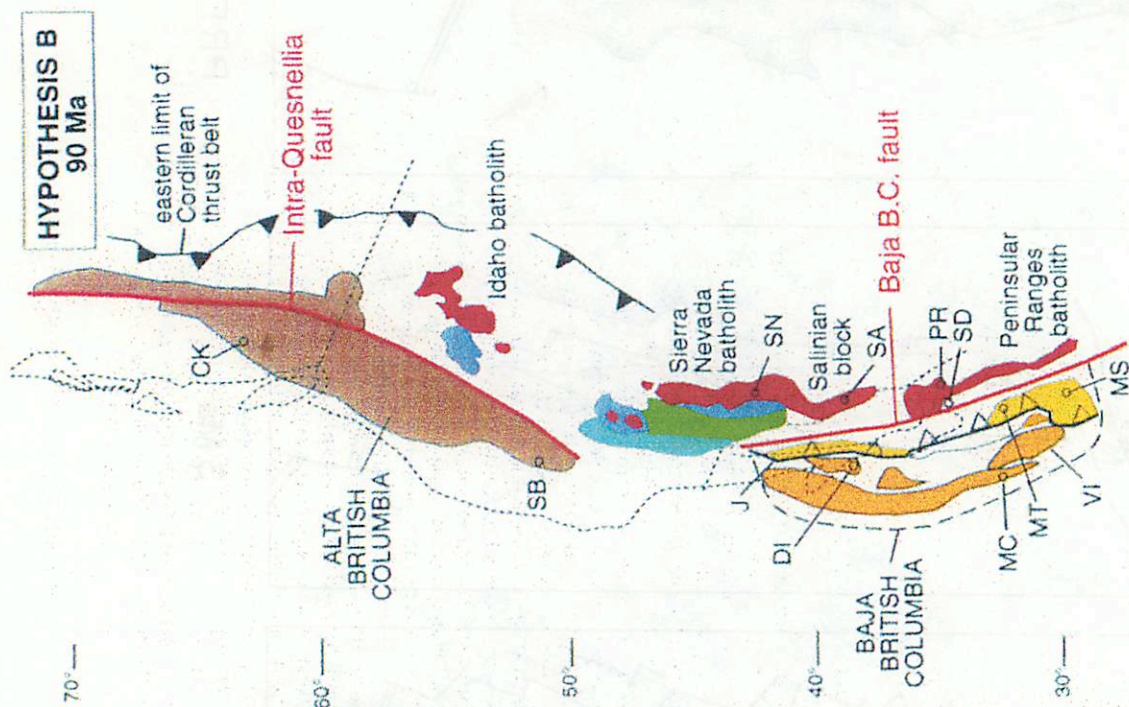 HYPOTHESIS B
90 Ma
eastern limit of
Cordilleran
thrust belt
Intra-Quesnellia
fault
CK
Idaho batholith
ALTA
BRITISH
COLUMBIA
SB
Sierra
Nevada
batholith
SN
Salinian
block
SA
Baja B.C. fault
PR
SD
Peninsular
Ranges
batholith
J
DI
BAJA
BRITISH
COLUMBIA
MC
MT
VI
MS
70°
60°
50°
40°
30°